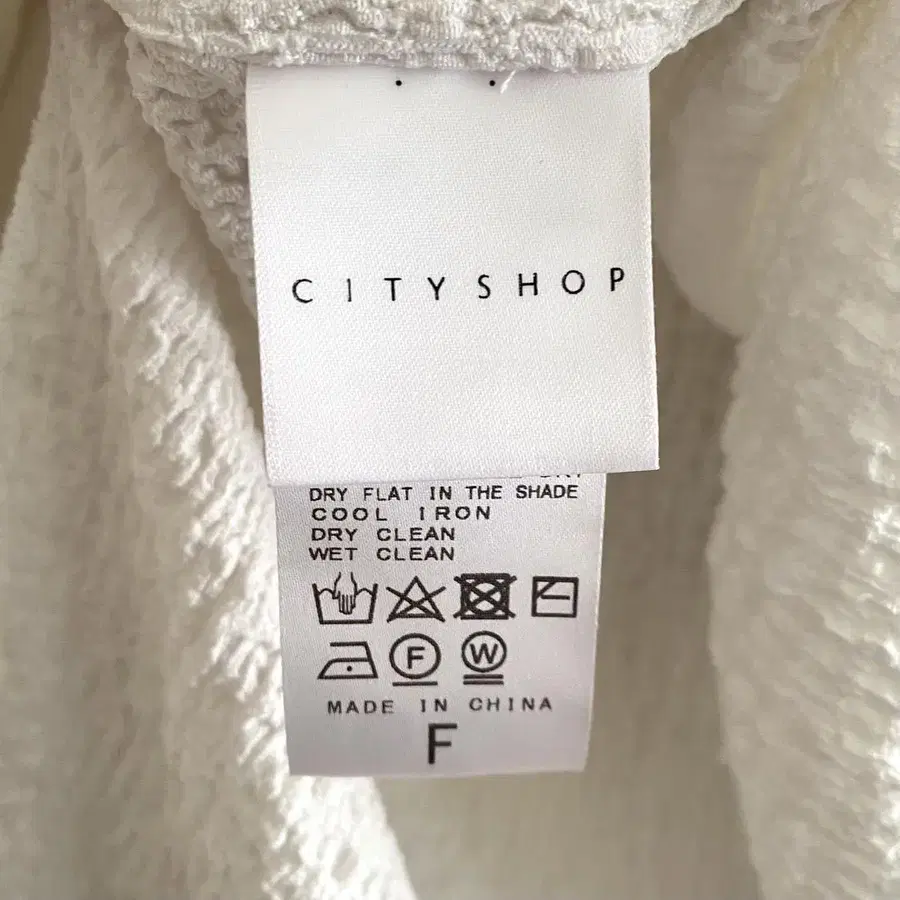 CITYSHOP
DRY FLAT IN THE SHADE
COOL IRON
DRY CLEAN
WET CLEAN
F W
MADE IN CHINA
F